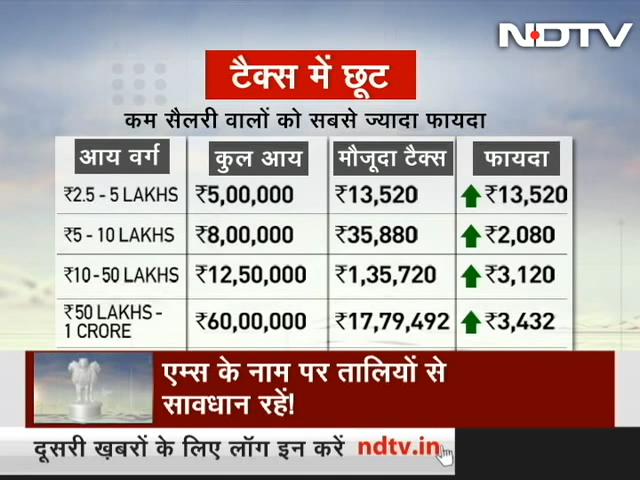 NDTV
टैक्स में छूट
कम सैलरी वालों को सबसे ज्यादा फायदा
आय वर्ग कुल आय मौजूदा टैक्स फायदा
₹2.5 - 5 LAKHS ₹5,00,000 ₹13,520 ₹13,520
₹5 - 10 LAKHS ₹8,00,000 ₹35,880 ₹2,080
₹10 - 50 LAKHS ₹12,50,000 ₹1,35,720 ₹3,120
₹50 LAKHS - 1 CRORE ₹60,00,000 ₹17,79,492 ₹3,432
एम्स के नाम पर तालियों से
सावधान रहें!
दूसरी ख़बरों के लिए लॉग इन करें ndtv.in